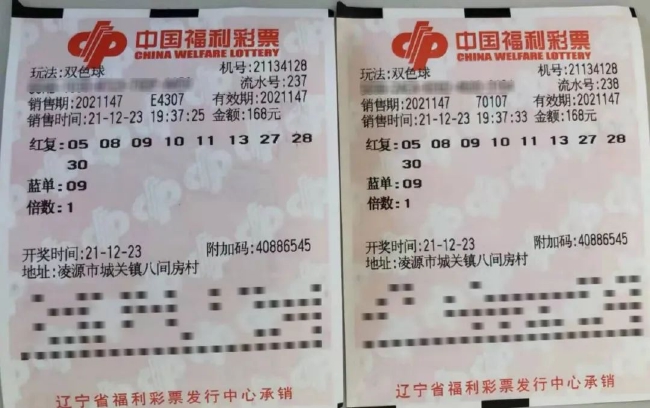 中国福利彩票
CHINA WELFARE LOTTERY
玩法:双色球 机号:21134128
流水号:237
销售期:2021147 E4307 有效期:2021147
销售时间:21-12-23 19:37:25 金额:168元
红复:05 08 09 10 11 13 27 28
30
蓝单:09
倍数:1
开奖时间:21-12-23 附加码:40886545
地址:凌源市城关镇八间房村
辽宁省福利彩票发行中心承销
中国福利彩票
CHINA WELFARE LOTTERY
玩法:双色球 机号:21134128
流水号:238
销售期:2021147 70107 有效期:2021147
销售时间:21-12-23 19:37:33 金额:168元
红复:05 08 09 10 11 13 27 28
30
蓝单:09
倍数:1
开奖时间:21-12-23 附加码:40886545
地址:凌源市城关镇八间房村
辽宁省福利彩票发行中心承销